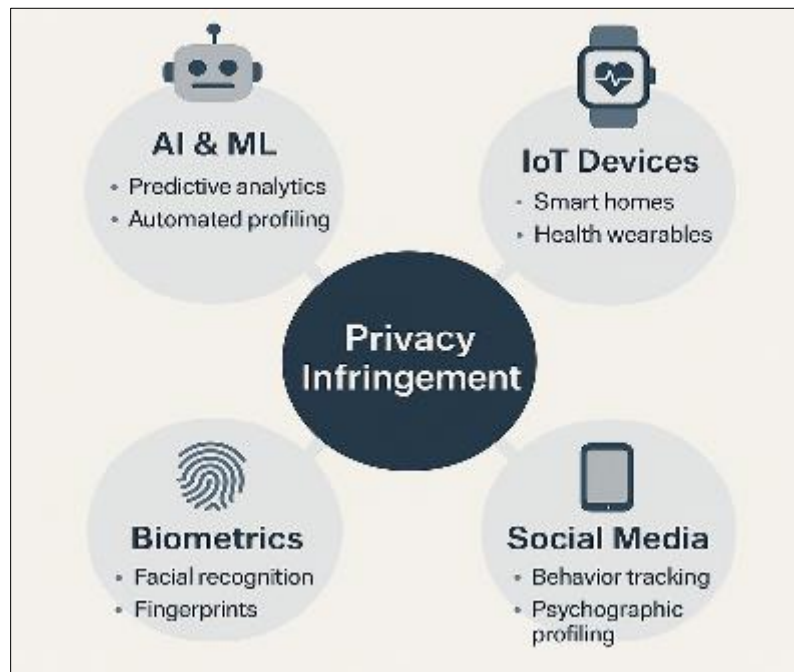 AI & ML
• Predictive analytics
• Automated profiling
IoT Devices
• Smart homes
• Health wearables
Privacy
Infringement
Biometrics
• Facial recognition
• Fingerprints
Social Media
• Behavior tracking
• Psychographic
profiling